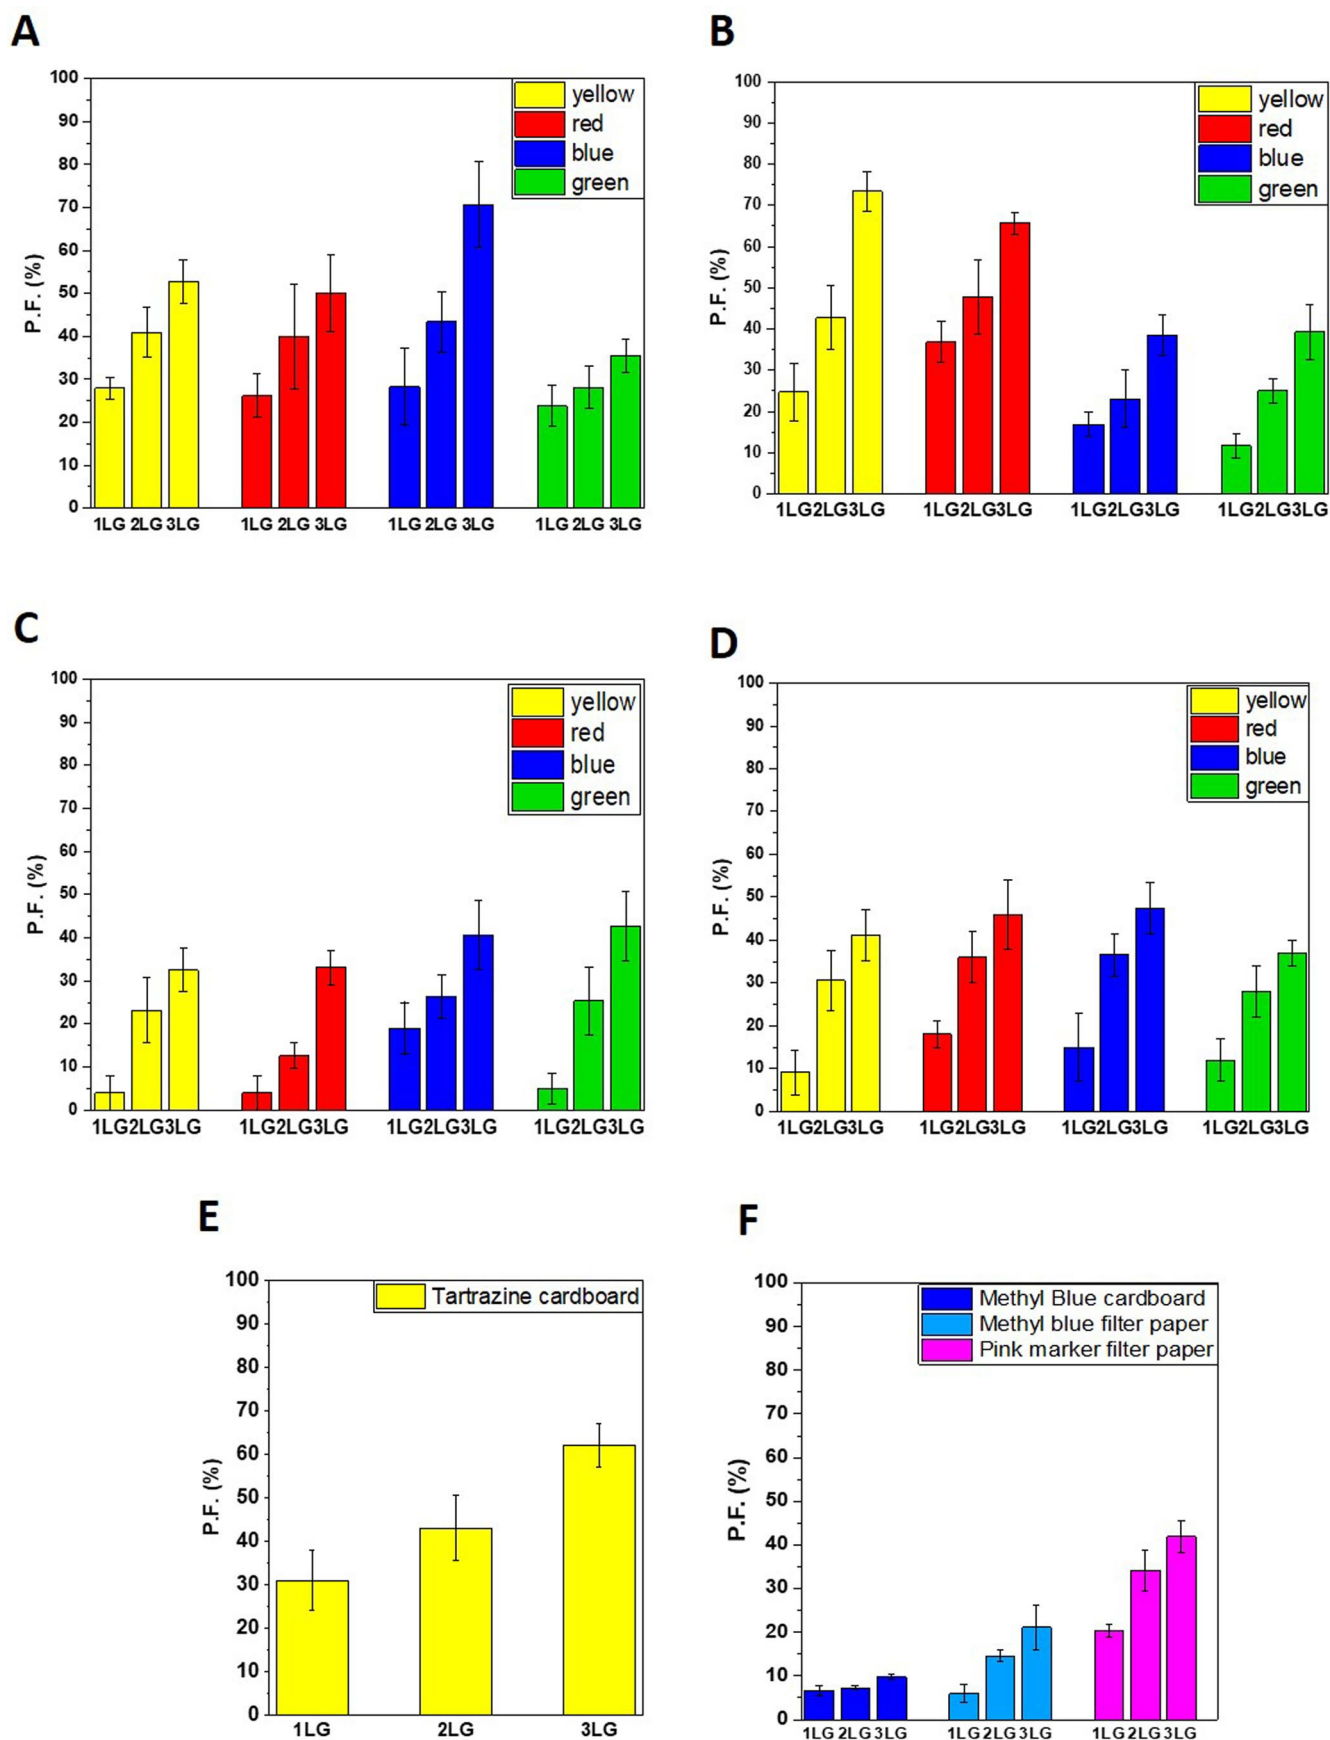 A
P.F. (%)
100
90
80
70
60
50
40
30
20
10
0
yellow
red
blue
green
1LG 2LG 3LG 1LG 2LG 3LG 1LG 2LG 3LG 1LG 2LG 3LG
B
P.F. (%)
100
90
80
70
60
50
40
30
20
10
0
yellow
red
blue
green
1LG2LG3LG 1LG2LG3LG 1LG2LG3LG 1LG2LG3LG
C
P.F. (%)
100
90
80
70
60
50
40
30
20
10
0
yellow
red
blue
green
1LG2LG3LG 1LG2LG3LG 1LG2LG3LG 1LG2LG3LG
D
P.F. (%)
100
90
80
70
60
50
40
30
20
10
0
yellow
red
blue
green
1LG2LG3LG 1LG2LG3LG 1LG2LG3LG 1LG2LG3LG
E
P.F. (%)
100
90
80
70
60
50
40
30
20
10
0
Tartrazine cardboard
1LG 2LG 3LG
F
P.F. (%)
100
90
80
70
60
50
40
30
20
10
0
Methyl Blue cardboard
Methyl blue filter paper
Pink marker filter paper
1LG 2LG 3LG 1LG 2LG 3LG 1LG 2LG 3LG